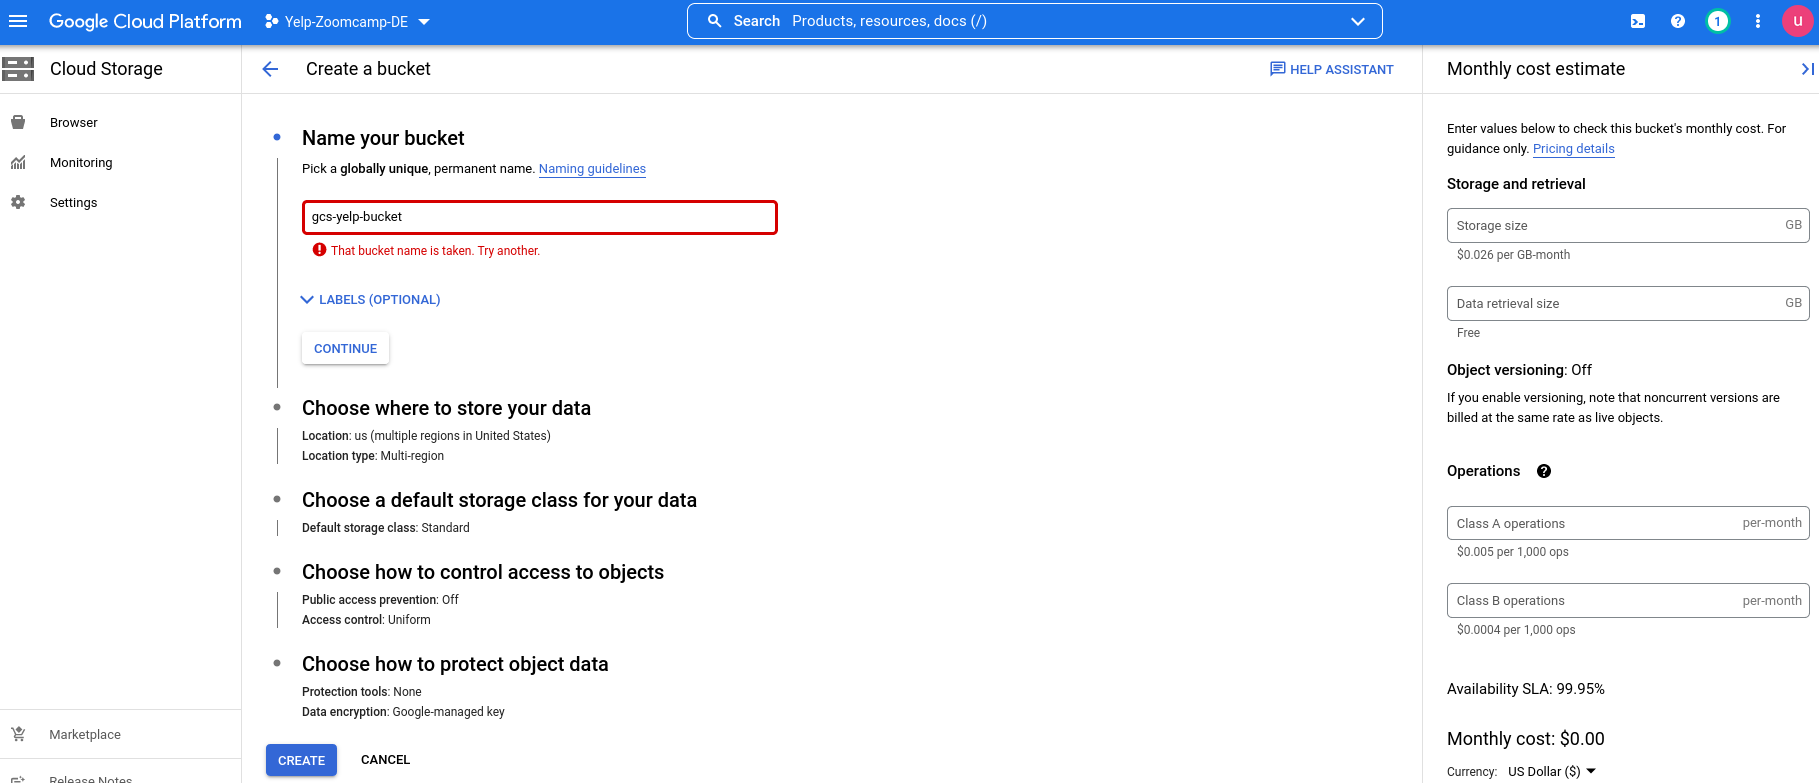 Google Cloud Platform
Yelp-Zoomcamp-DE
Search Products, resources, docs (/)
1
u
Cloud Storage
Browser
Monitoring
Settings
Marketplace
Release Notes
Create a bucket
HELP ASSISTANT
Name your bucket
Pick a globally unique, permanent name. Naming guidelines
gcs-yelp-bucket
That bucket name is taken. Try another.
LABELS (OPTIONAL)
CONTINUE
Choose where to store your data
Location: us (multiple regions in United States)
Location type: Multi-region
Choose a default storage class for your data
Default storage class: Standard
Choose how to control access to objects
Public access prevention: Off
Access control: Uniform
Choose how to protect object data
Protection tools: None
Data encryption: Google-managed key
CREATE
CANCEL
Monthly cost estimate
Enter values below to check this bucket's monthly cost. For
guidance only. Pricing details
Storage and retrieval
Storage size GB
$0.026 per GB-month
Data retrieval size GB
Free
Object versioning: Off
If you enable versioning, note that noncurrent versions are
billed at the same rate as live objects.
Operations
Class A operations per-month
$0.005 per 1,000 ops
Class B operations per-month
$0.0004 per 1,000 ops
Availability SLA: 99.95%
Monthly cost: $0.00
Currency: US Dollar ($)